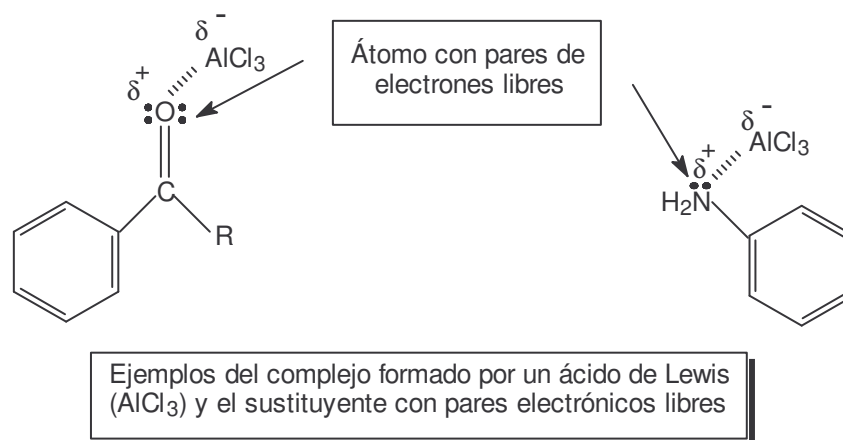 δ-
AlCl3
δ+
O
C
R
Átomo con pares de
electrones libres
δ-
AlCl3
δ+
H2N
Ejemplos del complejo formado por un ácido de Lewis
(AlCl3) y el sustituyente con pares electrónicos libres